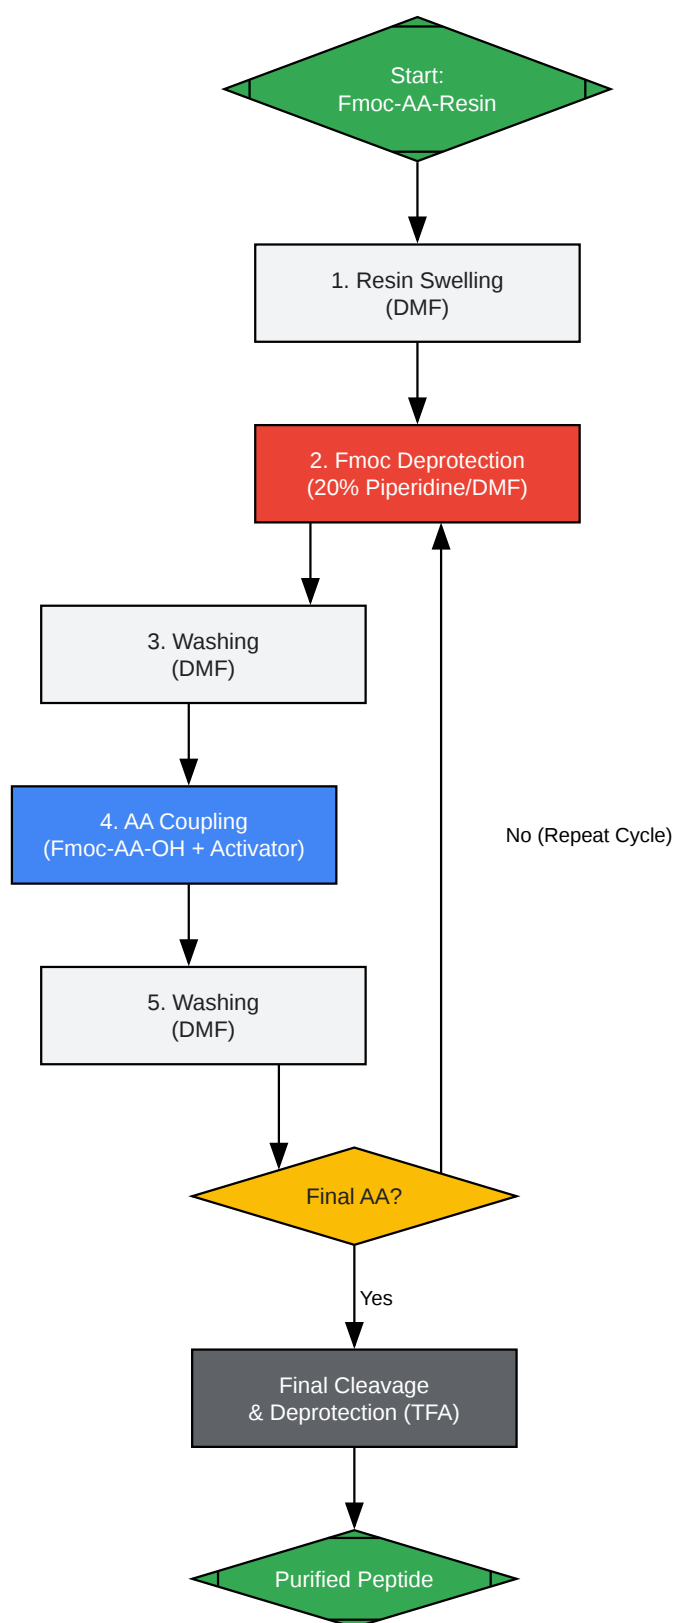 Start:
Fmoc-AA-Resin
1. Resin Swelling
(DMF)
2. Fmoc Deprotection
(20% Piperidine/DMF)
3. Washing
(DMF)
4. AA Coupling
(Fmoc-AA-OH + Activator)
No (Repeat Cycle)
5. Washing
(DMF)
Final AA?
Yes
Final Cleavage
& Deprotection (TFA)
Purified Peptide